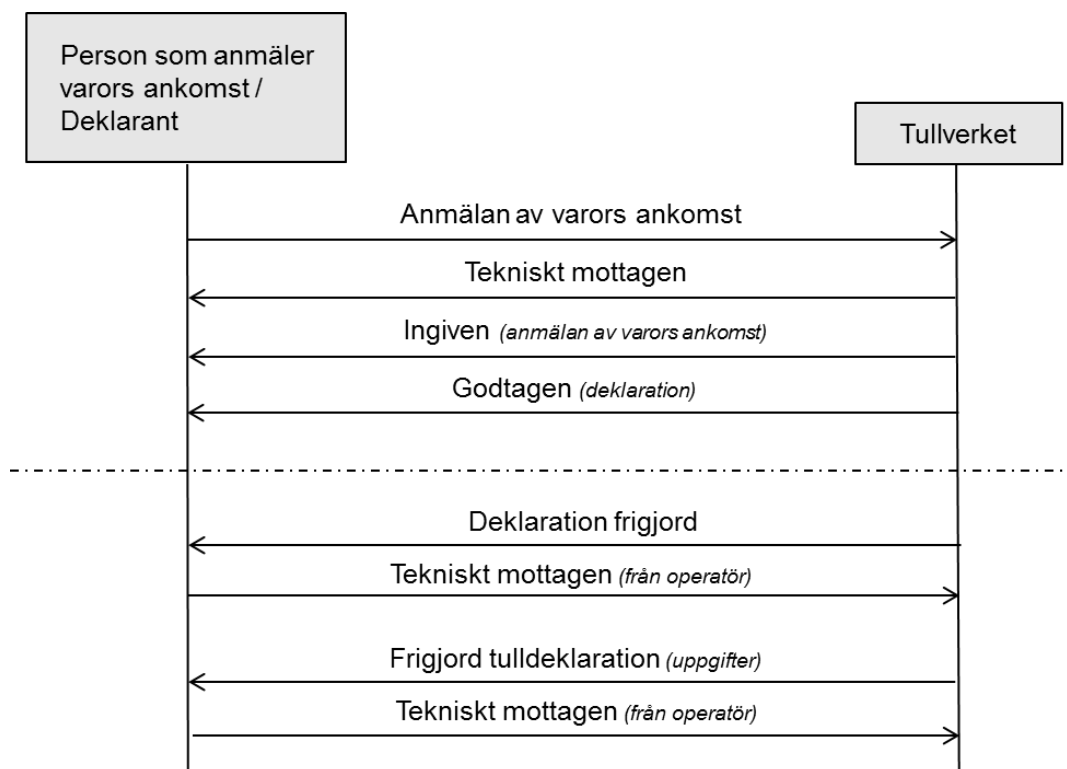 Person som anmäler
varors ankomst /
Deklarant
Tullverket
Anmälan av varors ankomst
Tekniskt mottagen
Ingiven (anmälan av varors ankomst)
Godtagen (deklaration)
Deklaration frigjord
Tekniskt mottagen (från operatör)
Frigjord tulldeklaration (uppgifter)
Tekniskt mottagen (från operatör)